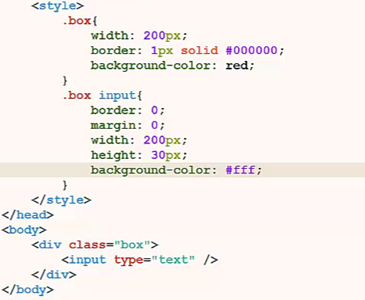 <style>
.box{
width: 200px;
border: 1px solid #000000;
background-color: red;
}
.box input{
border: 0;
margin: 0;
width: 200px;
height: 30px;
background-color: #fff;
}
</style>
</head>
<body>
<div class="box">
<input type="text" />
</div>
</body>